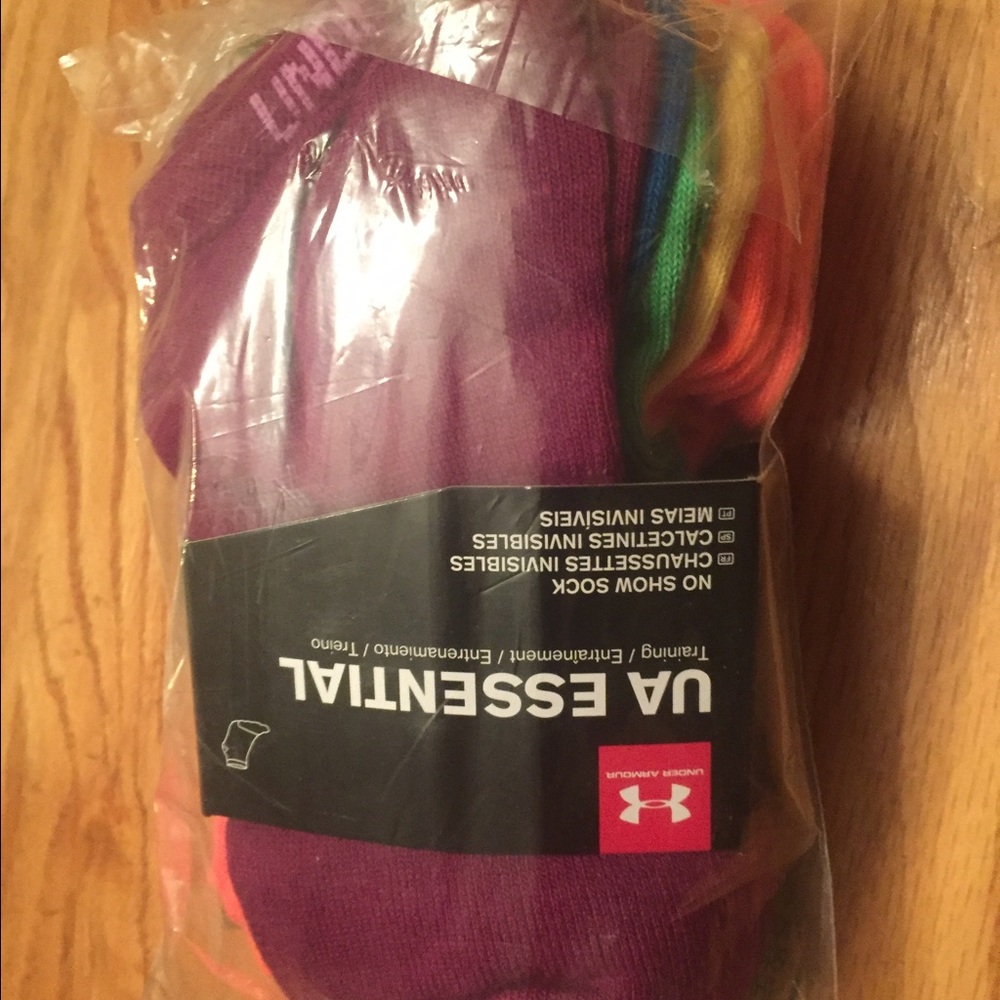 UNDER ARMOUR
UA ESSENTIAL
Training / Entraînement / Entrenamiento / Treino
NO SHOW SOCK
FR CHAUSSETTES INVISIBLES
SP CALCETINES INVISIBLES
PT MEIAS INVISÍVEIS